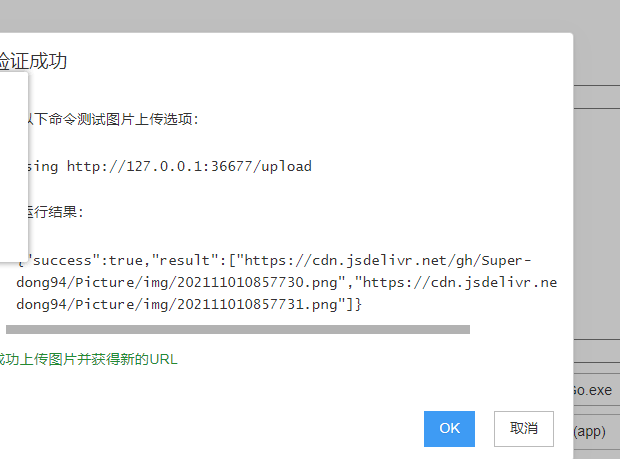 验证成功
以下命令测试图片上传选项:
sing http://127.0.0.1:36677/upload
运行结果:
{"success":true,"result":["https://cdn.jsdelivr.net/gh/Super-
dong94/Picture/img/202111010857730.png","https://cdn.jsdelivr.ne
dong94/Picture/img/202111010857731.png"]}
成功上传图片并获得新的URL
Go.exe
(app)
OK
取消